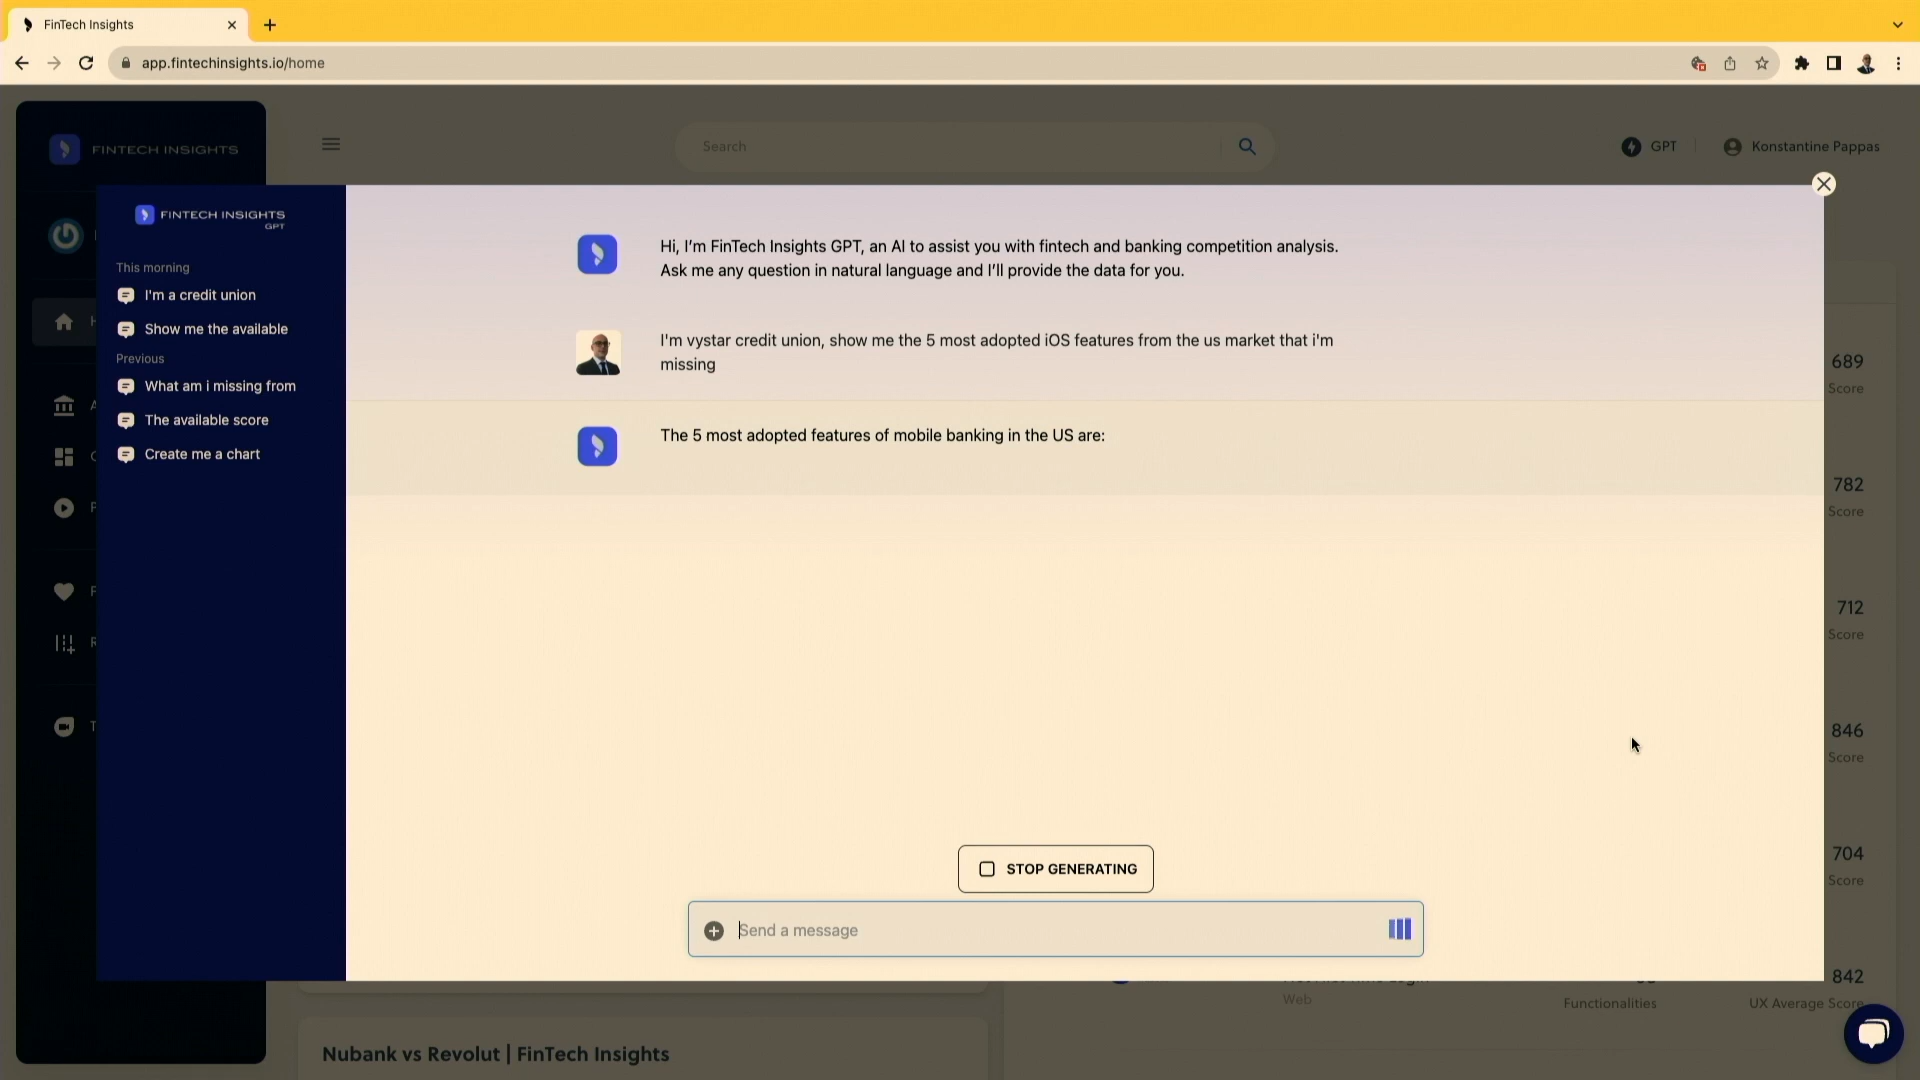 FinTech Insights
app.fintechinsights.io/home
FINTECH INSIGHTS
Search
GPT
Konstantine Pappas
FINTECH INSIGHTS
GPT
This morning
I'm a credit union
Show me the available
Previous
What am i missing from
The available score
Create me a chart
Hi, I’m FinTech Insights GPT, an AI to assist you with fintech and banking competition analysis.
Ask me any question in natural language and I’ll provide the data for you.
I'm vystar credit union, show me the 5 most adopted iOS features from the us market that i'm
missing
The 5 most adopted features of mobile banking in the US are:
STOP GENERATING
Send a message
689
Score
782
Score
712
Score
846
Score
704
Score
842
Web
Functionalities
UX Average Score
Nubank vs Revolut | FinTech Insights